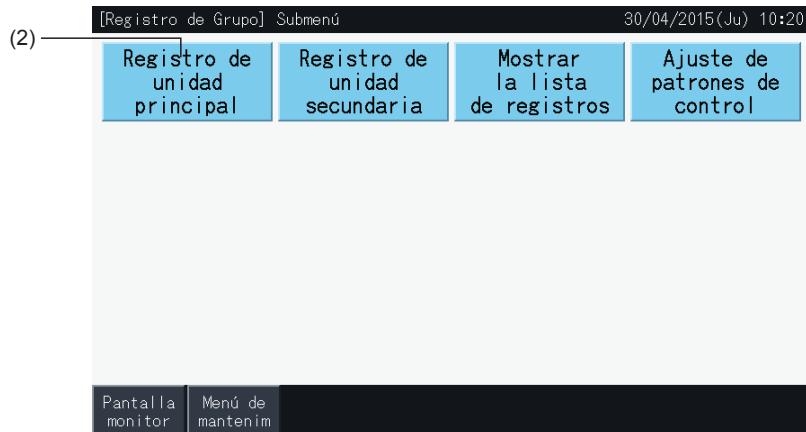 [Registro de Grupo] Submenú 30/04/2015(Ju) 10:20
(2)
Registro de
unidad
principal
Registro de
unidad
secundaria
Mostrar
la lista
de registros
Ajuste de
patrones de
control
Pantalla
monitor
Menú de
mantenim